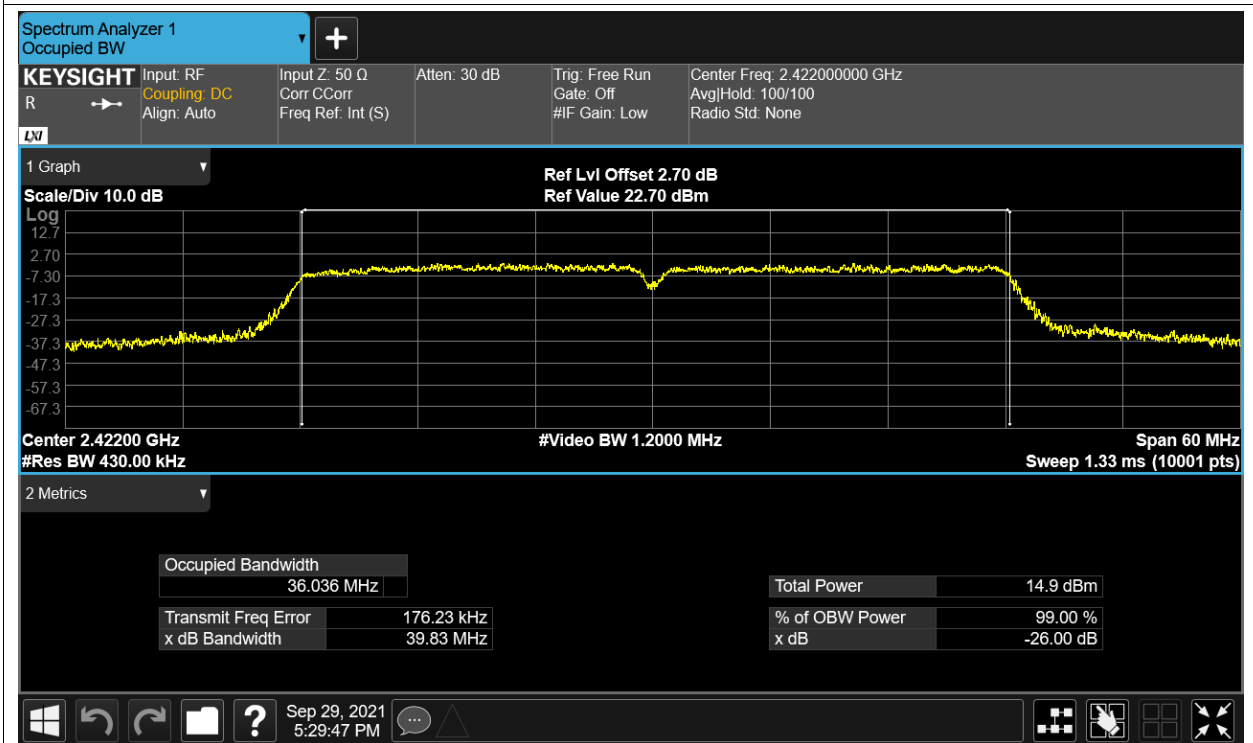 Spectrum Analyzer 1
Occupied BW
KEYSIGHT
R
LXI
Input: RF
Coupling: DC
Align: Auto
Input Z: 50 Ω
Corr CCorr
Freq Ref: Int (S)
Atten: 30 dB
Trig: Free Run
Gate: Off
#IF Gain: Low
Center Freq: 2.422000000 GHz
Avg|Hold: 100/100
Radio Std: None
1 Graph
Scale/Div 10.0 dB
Ref Lvl Offset 2.70 dB
Ref Value 22.70 dBm
Log
12.7
2.70
-7.30
-17.3
-27.3
-37.3
-47.3
-57.3
-67.3
Center 2.42200 GHz
#Video BW 1.2000 MHz
Span 60 MHz
#Res BW 430.00 kHz
Sweep 1.33 ms (10001 pts)
2 Metrics
Occupied Bandwidth
36.036 MHz
Transmit Freq Error 176.23 kHz
x dB Bandwidth 39.83 MHz
Total Power 14.9 dBm
% of OBW Power 99.00 %
x dB -26.00 dB
?
Sep 29, 2021
5:29:47 PM